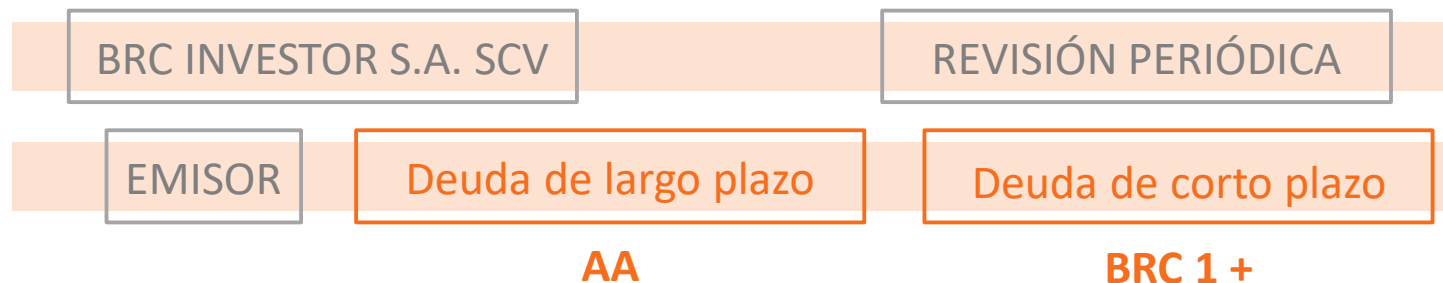 BRC INVESTOR S.A. SCV REVISIÓN PERIÓDICA
EMISOR Deuda de largo plazo Deuda de corto plazo
AA BRC 1 +